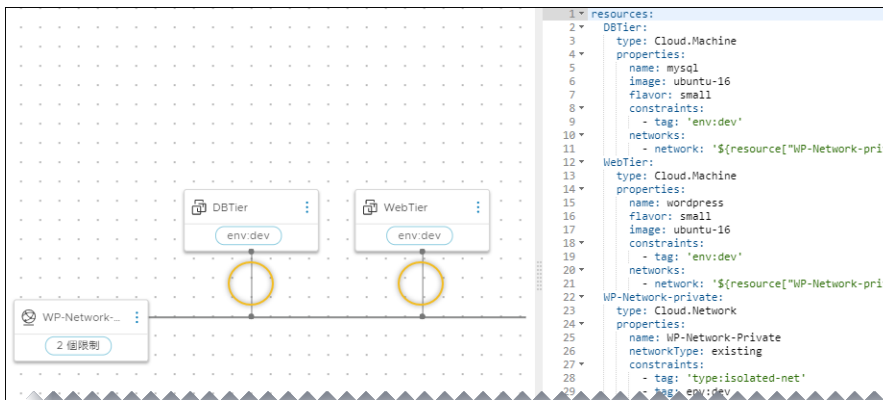 DBTier
env:dev
WebTier
env:dev
WP-Network-...
2 個限制
1 resources:
2 DBTier:
3 type: Cloud.Machine
4 properties:
5 name: mysql
6 image: ubuntu-16
7 flavor: small
8 constraints:
9 - tag: 'env:dev'
10 networks:
11 - network: '${resource["WP-Network-pri
12 WebTier:
13 type: Cloud.Machine
14 properties:
15 name: wordpress
16 flavor: small
17 image: ubuntu-16
18 constraints:
19 - tag: 'env:dev'
20 networks:
21 - network: '${resource["WP-Network-pri
22 WP-Network-private:
23 type: Cloud.Network
24 properties:
25 name: WP-Network-Private
26 networkType: existing
27 constraints:
28 - tag: 'type:isolated-net'
29 - tag: env:dev